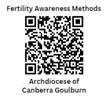 Fertility Awareness Methods
Archdiocese of
Canberra Goulburn